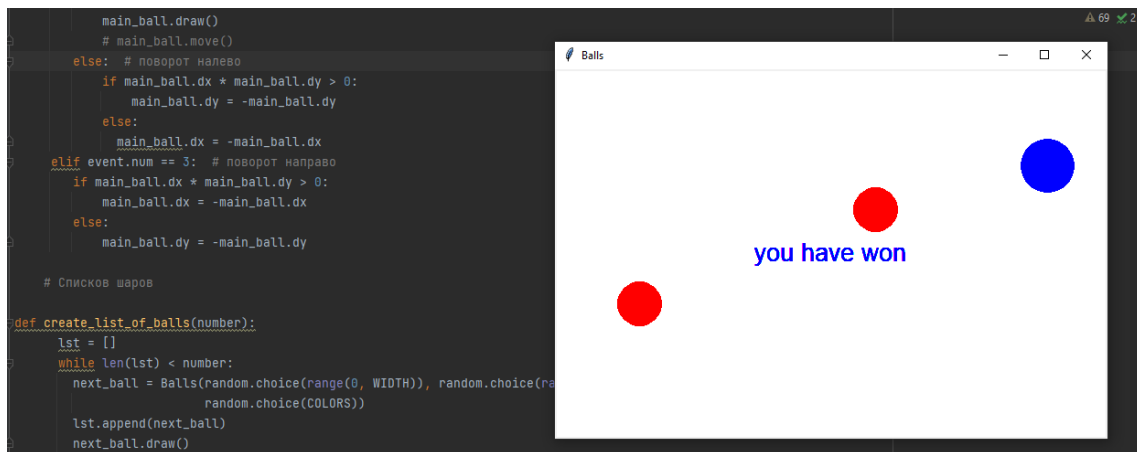 main_ball.draw()
# main_ball.move()
else:  # поворот налево
if main_ball.dx * main_ball.dy > 0:
main_ball.dy = -main_ball.dy
else:
main_ball.dx = -main_ball.dx
elif event.num == 3:  # поворот направо
if main_ball.dx * main_ball.dy > 0:
main_ball.dx = -main_ball.dx
else:
main_ball.dy = -main_ball.dy
# Списков шаров
def create_list_of_balls(number):
lst = []
while len(lst) < number:
next_ball = Balls(random.choice(range(0, WIDTH)), random.choice(ra
random.choice(COLORS))
lst.append(next_ball)
next_ball.draw()
69 2
Balls
you have won